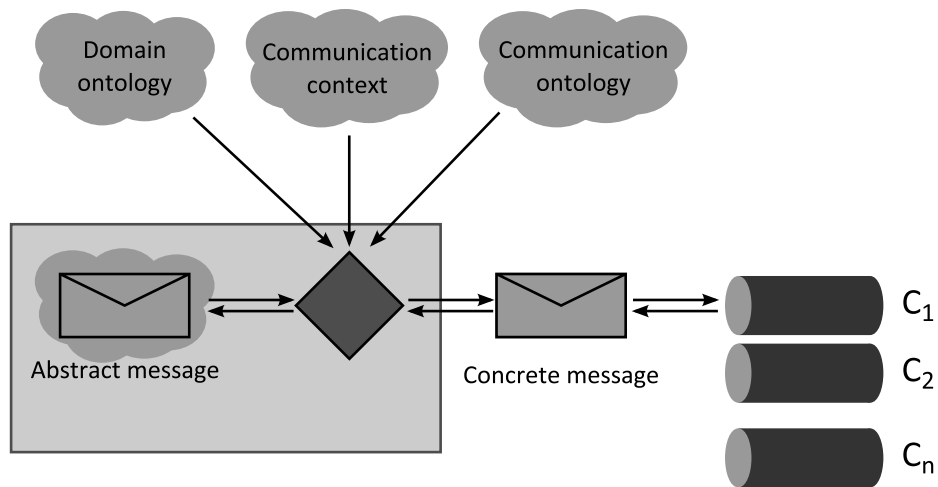 Domain
ontology
Communication
context
Communication
ontology
Abstract message
Concrete message
C1
C2
Cn